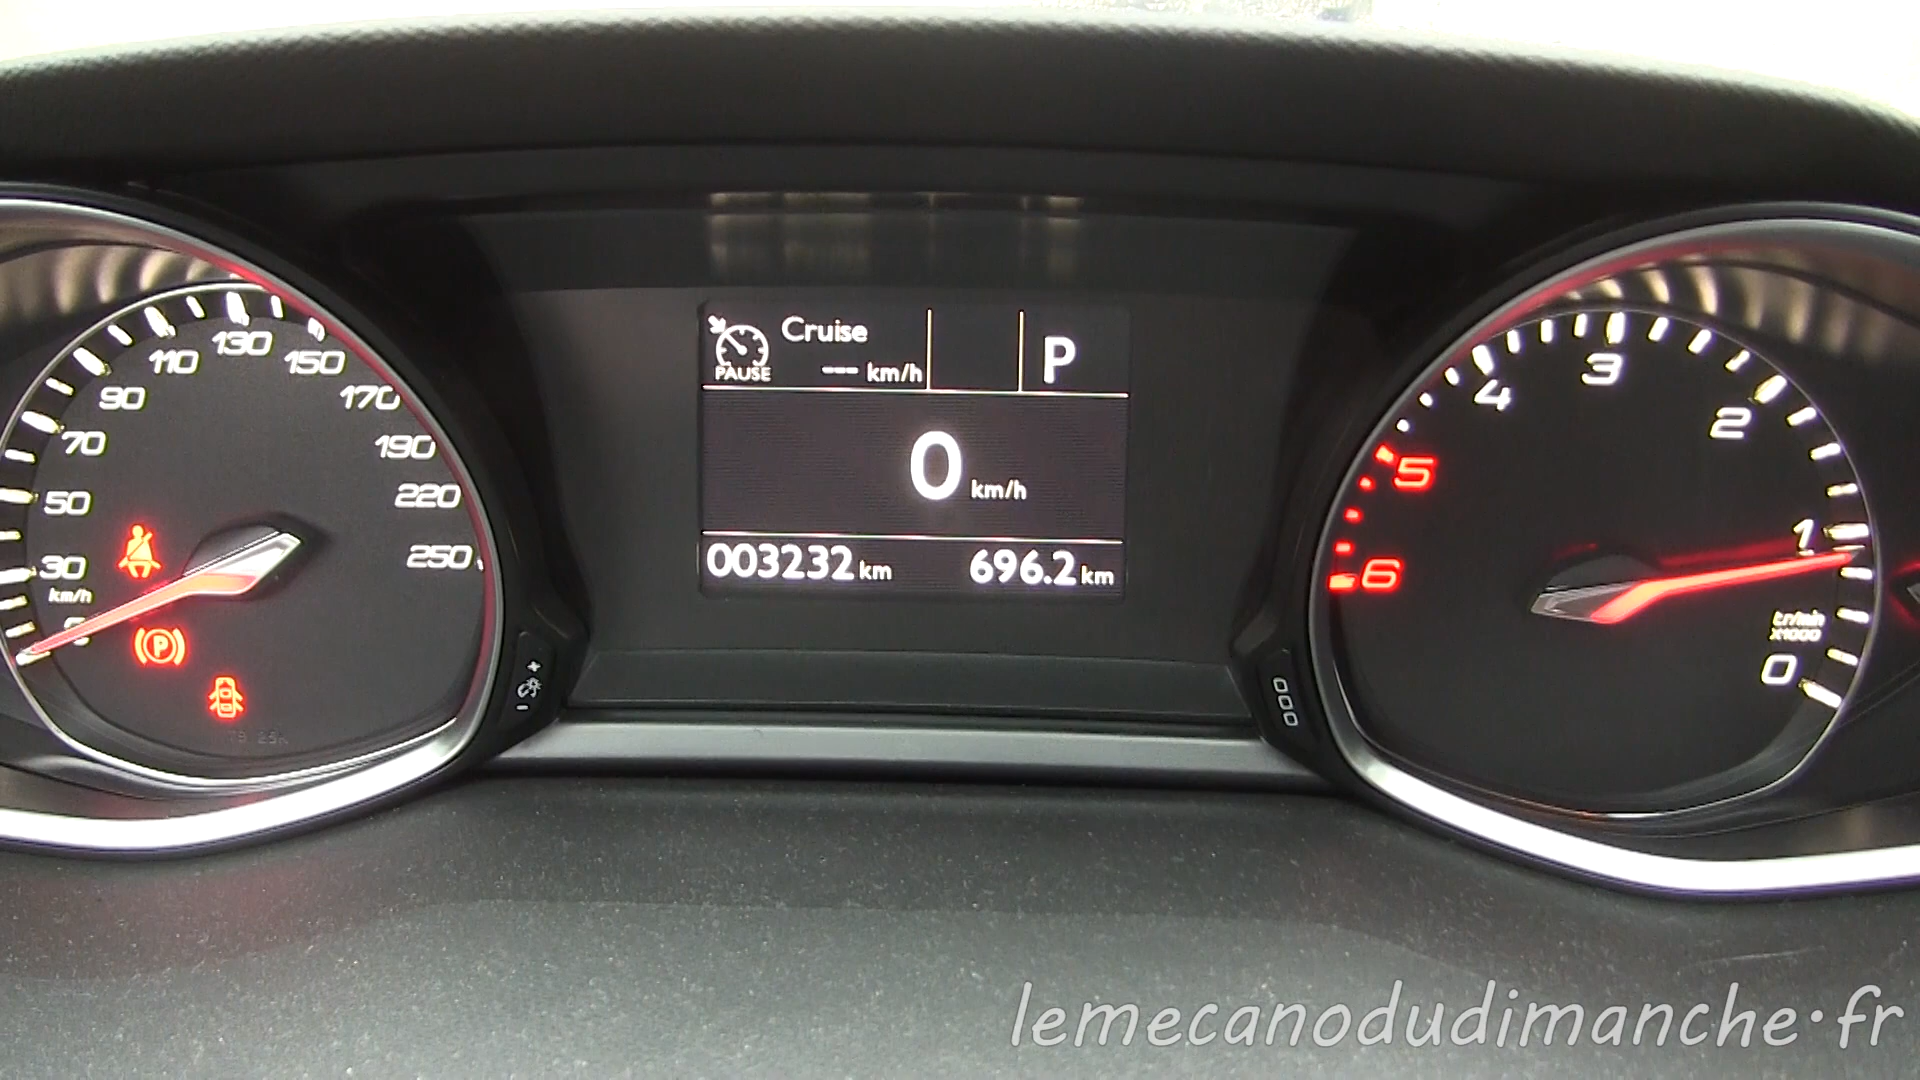 Cruise
PAUSE --- km/h
P
0 km/h
003232 km 696.2 km
30
50
70
90
110
130
150
170
190
220
250
km/h
P
0
1
2
3
4
5
6
tr/min
x1000
lemecanodudimanche.fr